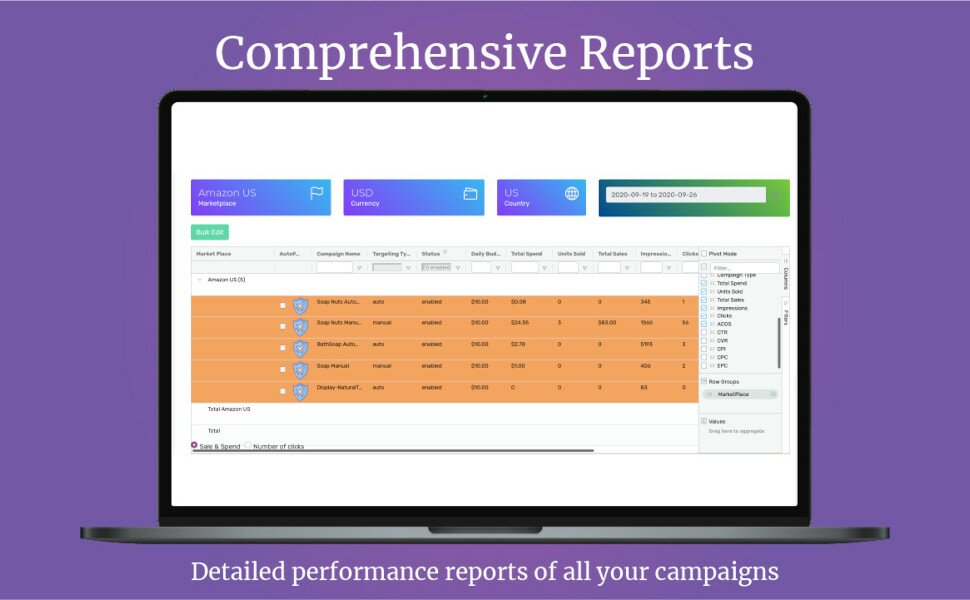 Comprehensive Reports
Amazon US
Marketplace
USD
Currency
US
Country
2020-09-19 to 2020-09-26
Bulk Edit
Market Place AutoP... Campaign Name Targeting Ty... Status Daily Bud... Total Spend Units Sold Total Sales Impressio... Clicks
(1) enabled
Amazon US (5)
Soap Nuts Auto... auto enabled $10.00 $0.08 0 0 345 1
Soap Nuts Manu... manual enabled $10.00 $24.55 3 $83.00 1566 56
BathSoap Auto... auto enabled $10.00 $2.78 0 0 5193 3
Soap Manual manual enabled $10.00 $1.00 0 0 406 2
Display-NaturalT... auto enabled $10.00 0 0 0 83 0
Total Amazon US
Total
Sale & Spend Number of clicks
Pivot Mode
Filter...
Campaign Type
Total Spend
Units Sold
Total Sales
Impressions
Clicks
ACOS
CTR
CVR
CPI
CPC
EPC
Row Groups
MarketPlace
Values
Drag here to aggregate
Columns
Filters
Detailed performance reports of all your campaigns